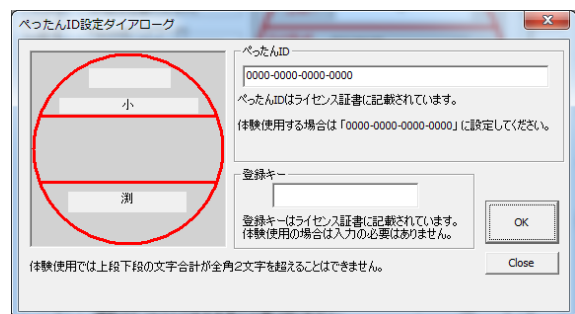 ぺったんID設定ダイアローグ
小
渕
ぺったんID
0000-0000-0000-0000
ぺったんIDはライセンス証書に記載されています。
体験使用する場合は「0000-0000-0000-0000」に設定してください。
登録キー
登録キーはライセンス証書に記載されています。
体験使用の場合は入力の必要はありません。
OK
Close
体験使用では上段下段の文字合計が全角2文字を超えることはできません。